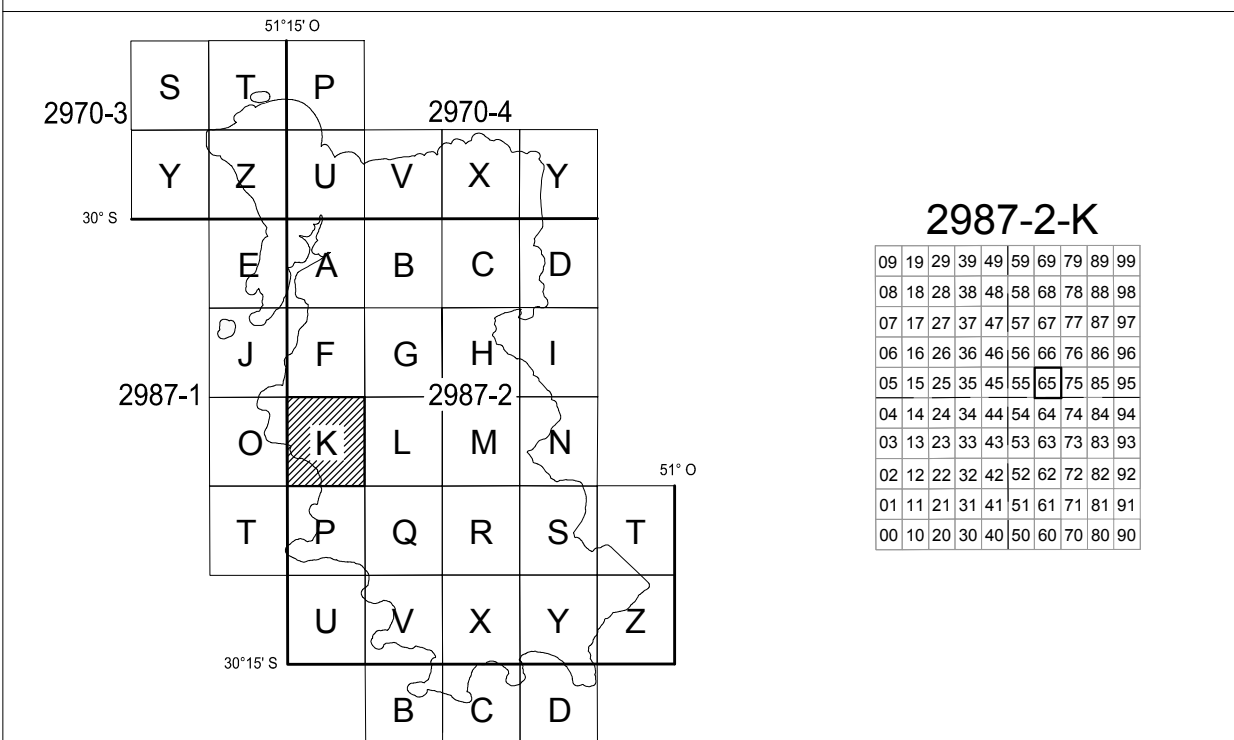 51°15' O
S T P
2970-3 2970-4
Y Z U V X Y
30° S
E A B C D
J F G H I
2987-1 2987-2
O K L M N
51° O
T P Q R S T
U V X Y Z
30°15' S
B C D
2987-2-K
09 19 29 39 49 59 69 79 89 99
08 18 28 38 48 58 68 78 88 98
07 17 27 37 47 57 67 77 87 97
06 16 26 36 46 56 66 76 86 96
05 15 25 35 45 55 65 75 85 95
04 14 24 34 44 54 64 74 84 94
03 13 23 33 43 53 63 73 83 93
02 12 22 32 42 52 62 72 82 92
01 11 21 31 41 51 61 71 81 91
00 10 20 30 40 50 60 70 80 90